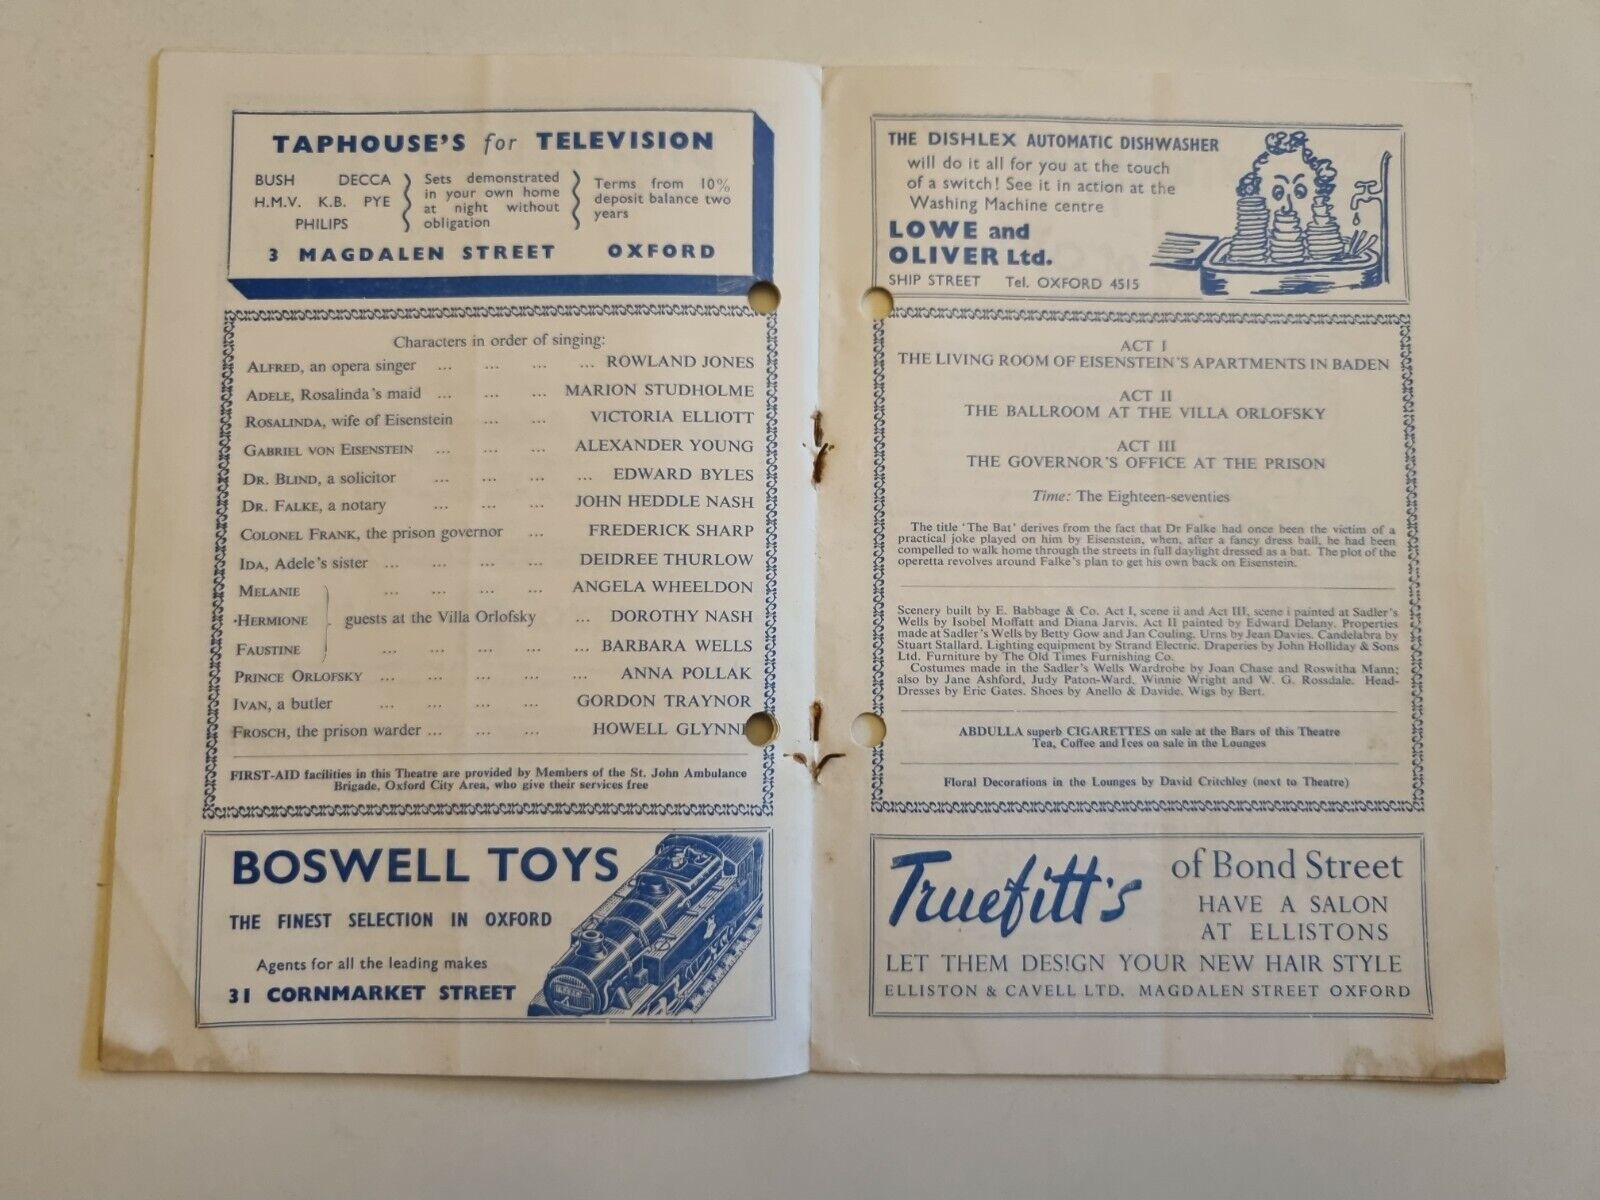 TAPHOUSE'S for TELEVISION
BUSH DECCA
H.M.V. K.B. PYE
PHILIPS
Sets demonstrated
in your own home
at night without
obligation
Terms from 10%
deposit balance two
years
3 MAGDALEN STREET OXFORD
Characters in order of singing:
ALFRED, an opera singer ... ... ... ... ROWLAND JONES
ADELE, Rosalinda's maid ... ... ... MARION STUDHOLME
ROSALINDA, wife of Eisenstein ... ... VICTORIA ELLIOTT
GABRIEL VON EISENSTEIN ... ... ... ALEXANDER YOUNG
DR. BLIND, a solicitor ... ... ... ... EDWARD BYLES
DR. FALKE, a notary ... ... ... JOHN HEDDLE NASH
COLONEL FRANK, the prison governor ... FREDERICK SHARP
IDA, Adele's sister ... ... ... ... DEIDREE THURLOW
MELANIE ... ... ... ANGELA WHEELDON
HERMIONE guests at the Villa Orlofsky ... DOROTHY NASH
FAUSTINE ... ... ... ... BARBARA WELLS
PRINCE ORLOFSKY ... ... ... ... ANNA POLLAK
IVAN, a butler ... ... ... GORDON TRAYNOR
FROSCH, the prison warder ... ... ... HOWELL GLYNNE
FIRST-AID facilities in this Theatre are provided by Members of the St. John Ambulance
Brigade, Oxford City Area, who give their services free
BOSWELL TOYS
THE FINEST SELECTION IN OXFORD
Agents for all the leading makes
31 CORNMARKET STREET
THE DISHLEX AUTOMATIC DISHWASHER
will do it all for you at the touch
of a switch! See it in action at the
Washing Machine centre
LOWE and
OLIVER Ltd.
SHIP STREET Tel. OXFORD 4515
ACT I
THE LIVING ROOM OF EISENSTEIN'S APARTMENTS IN BADEN
ACT II
THE BALLROOM AT THE VILLA ORLOFSKY
ACT III
THE GOVERNOR'S OFFICE AT THE PRISON
Time: The Eighteen-seventies
The title 'The Bat' derives from the fact that Dr Falke had once been the victim of a
practical joke played on him by Eisenstein, when, after a fancy dress ball, he had been
compelled to walk home through the streets in full daylight dressed as a bat. The plot of the
operetta revolves around Falke's plan to get his own back on Eisenstein.
Scenery built by E. Babbage & Co. Act I, scene ii and Act III, scene i painted at Sadler's
Wells by Isobel Moffatt and Diana Jarvis. Act II painted by Edward Delany. Properties
made at Sadler's Wells by Betty Gow and Jan Couling. Urns by Jean Davies. Candelabra by
Stuart Stallard. Lighting equipment by Strand Electric. Draperies by John Holliday & Sons
Ltd. Furniture by The Old Times Furnishing Co.
Costumes made in the Sadler's Wells Wardrobe by Joan Chase and Roswitha Mann;
also by Jane Ashford, Judy Paton-Ward, Winnie Wright and W. G. Rossdale. Head-
Dresses by Eric Gates. Shoes by Anello & Davide. Wigs by Bert.
ABDULLA superb CIGARETTES on sale at the Bars of this Theatre
Tea, Coffee and Ices on sale in the Lounges
Floral Decorations in the Lounges by David Critchley (next to Theatre)
Truefitt's of Bond Street
HAVE A SALON
AT ELLISTONS
LET THEM DESIGN YOUR NEW HAIR STYLE
ELLISTON & CAVELL LTD. MAGDALEN STREET OXFORD